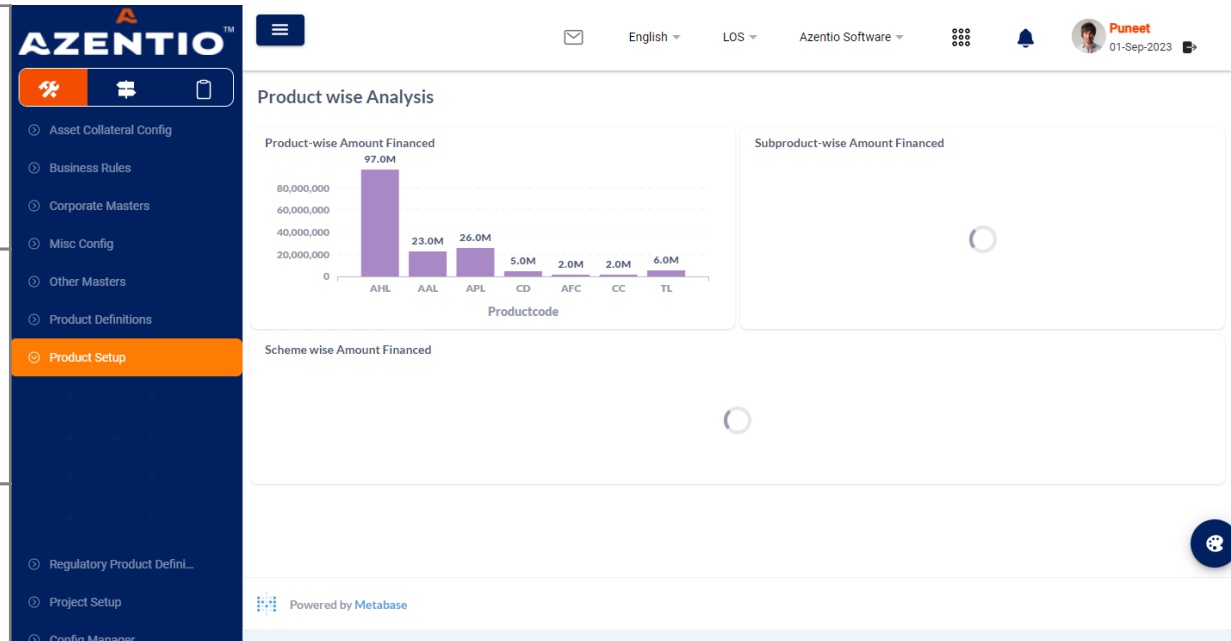 AZENTIO™
English
LOS
Azentio Software
Puneet
01-Sep-2023
Asset Collateral Config
Business Rules
Corporate Masters
Misc Config
Other Masters
Product Definitions
Product Setup
Regulatory Product Defini...
Project Setup
Config Manager
Product wise Analysis
Product-wise Amount Financed
97.0M
80,000,000
60,000,000
40,000,000
23.0M 26.0M
20,000,000
5.0M 2.0M 2.0M 6.0M
0
AHL AAL APL CD AFC CC TL
Productcode
Subproduct-wise Amount Financed
Scheme wise Amount Financed
Powered by Metabase